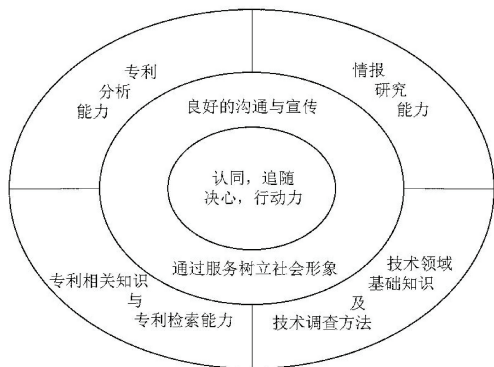 专利
分析
能力
情报
研究
能力
良好的沟通与宣传
认同，追随
决心，行动力
通过服务树立社会形象
专利相关知识
与
专利检索能力
技术领域
基础知识
及
技术调查方法